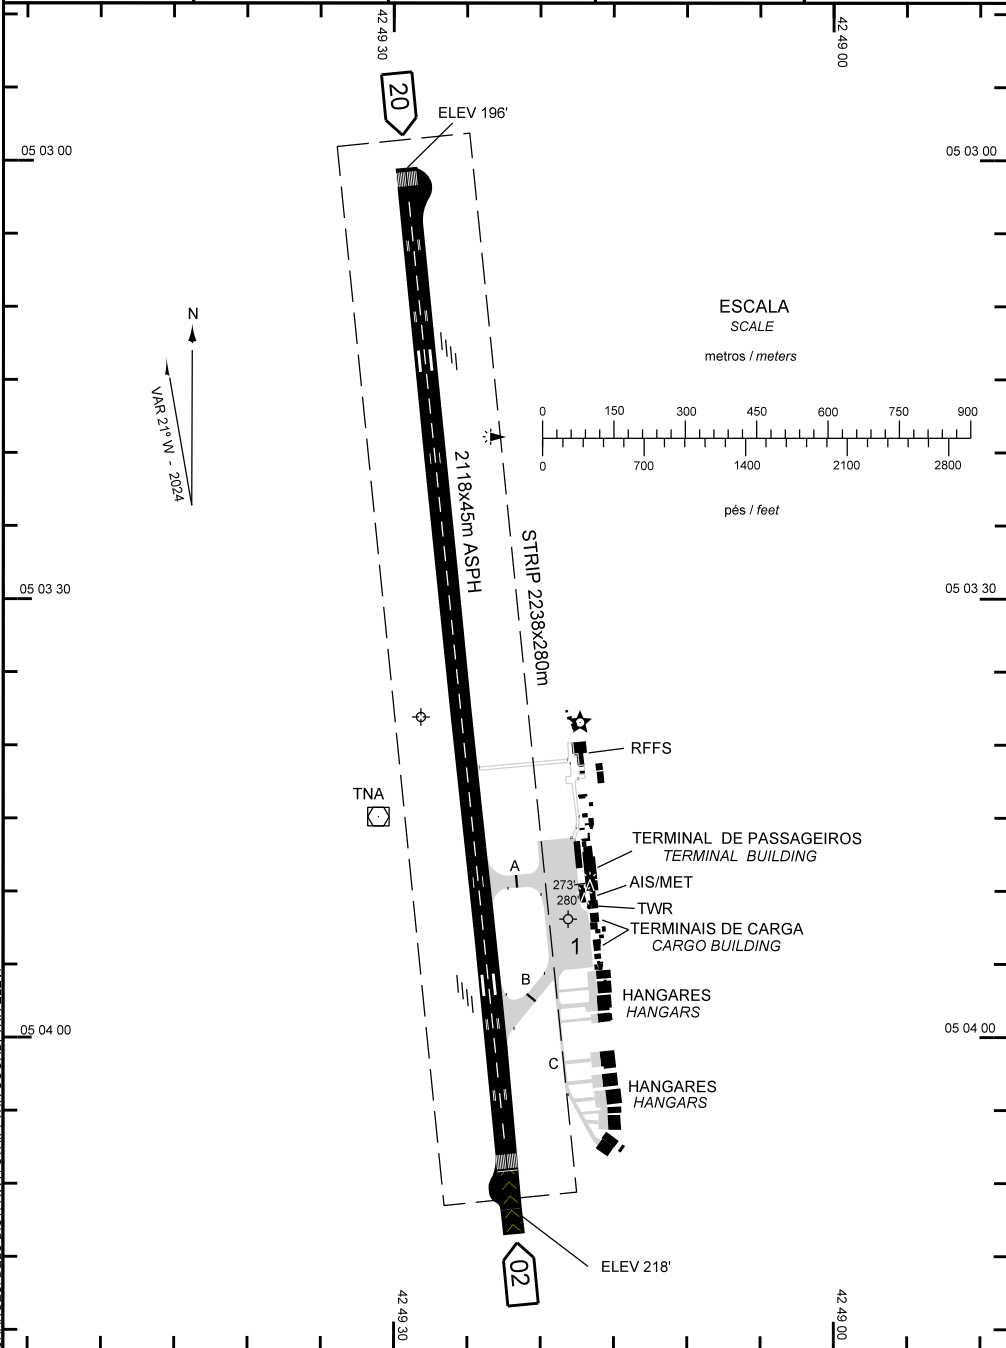 42 49 30
42 49 00
20
ELEV 196'
05 03 00
05 03 00
N
VAR 21° W - 2024
ESCALA
SCALE
metros / meters
0 150 300 450 600 750 900
0 700 1400 2100 2800
pés / feet
2118x45m ASPH
STRIP 2238x280m
05 03 30
05 03 30
RFFS
TNA
TERMINAL DE PASSAGEIROS
TERMINAL BUILDING
A
273'
AIS/MET
280'
TWR
TERMINAIS DE CARGA
CARGO BUILDING
1
B
HANGARES
HANGARS
05 04 00
05 04 00
C
HANGARES
HANGARS
ELEV 218'
02
42 49 30
42 49 00